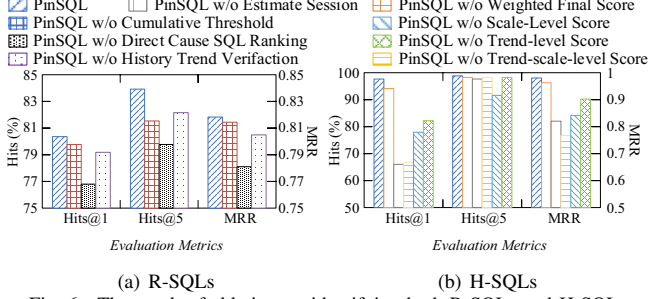 PinSQL
PinSQL w/o Estimate Session
PinSQL w/o Weighted Final Score
PinSQL w/o Cumulative Threshold
PinSQL w/o Scale-Level Score
PinSQL w/o Direct Cause SQL Ranking
PinSQL w/o Trend-level Score
PinSQL w/o History Trend Verifaction
PinSQL w/o Trend-scale-level Score
85 0.85 100 1
83 0.83 90 0.9
81 0.81 80 0.8
79 0.79 70 0.7
77 0.77 60 0.6
75 0.75 50 0.5
Hits (%) MRR Hits (%) MRR
Hits@1 Hits@5 MRR Hits@1 Hits@5 MRR
Evaluation Metrics Evaluation Metrics
(a) R-SQLs (b) H-SQLs